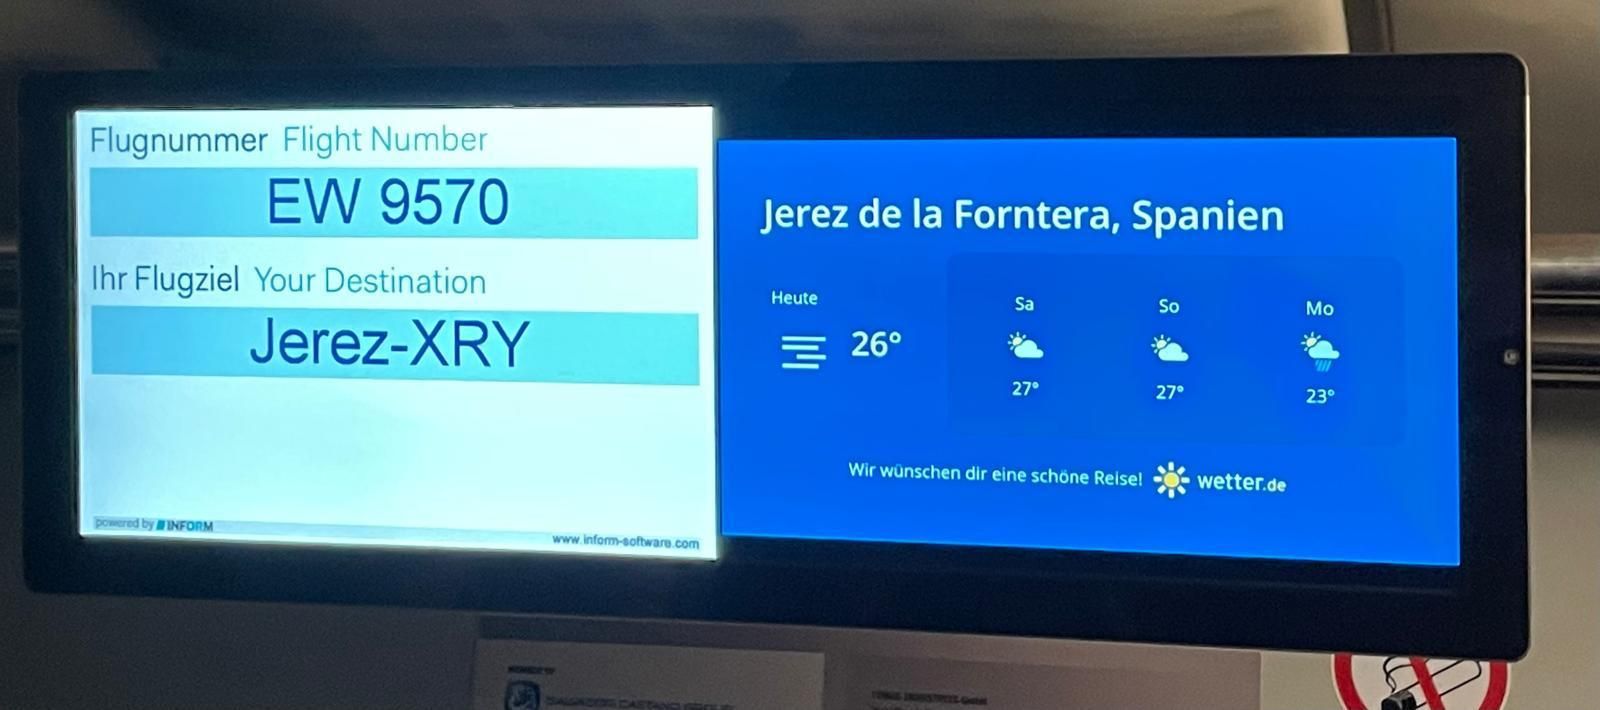 Flugnummer Flight Number
EW 9570
Ihr Flugziel Your Destination
Jerez-XRY
powered by INFORM
www.inform-software.com
Jerez de la Forntera, Spanien
Heute
26°
Sa
So
Mo
27°
27°
23°
Wir wünschen dir eine schöne Reise! wetter.de